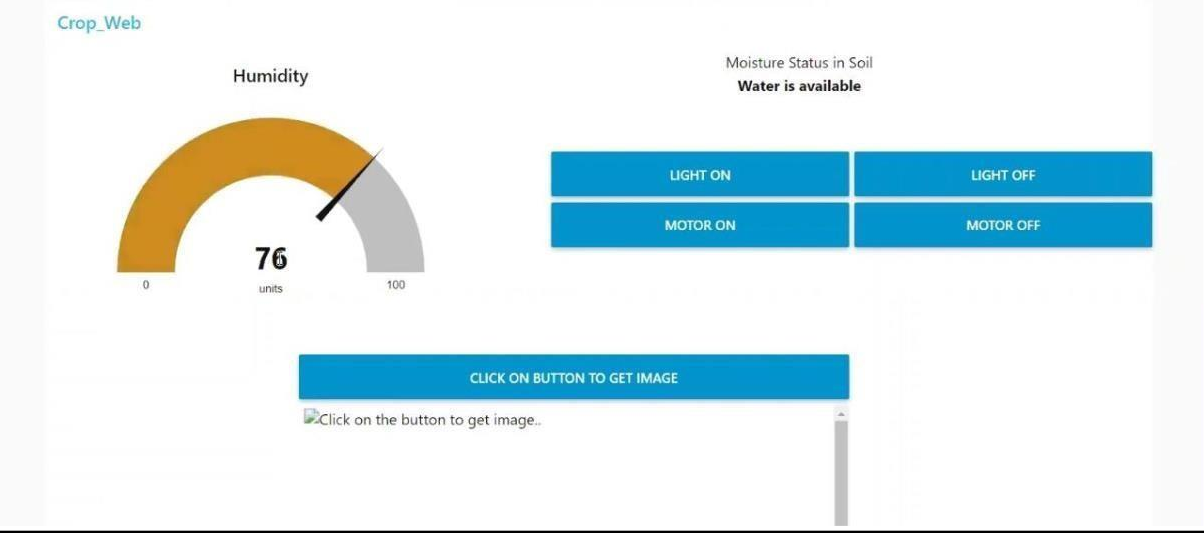 Crop_Web
Humidity
76
units
0
100
Moisture Status in Soil
Water is available
LIGHT ON
LIGHT OFF
MOTOR ON
MOTOR OFF
CLICK ON BUTTON TO GET IMAGE
Click on the button to get image..